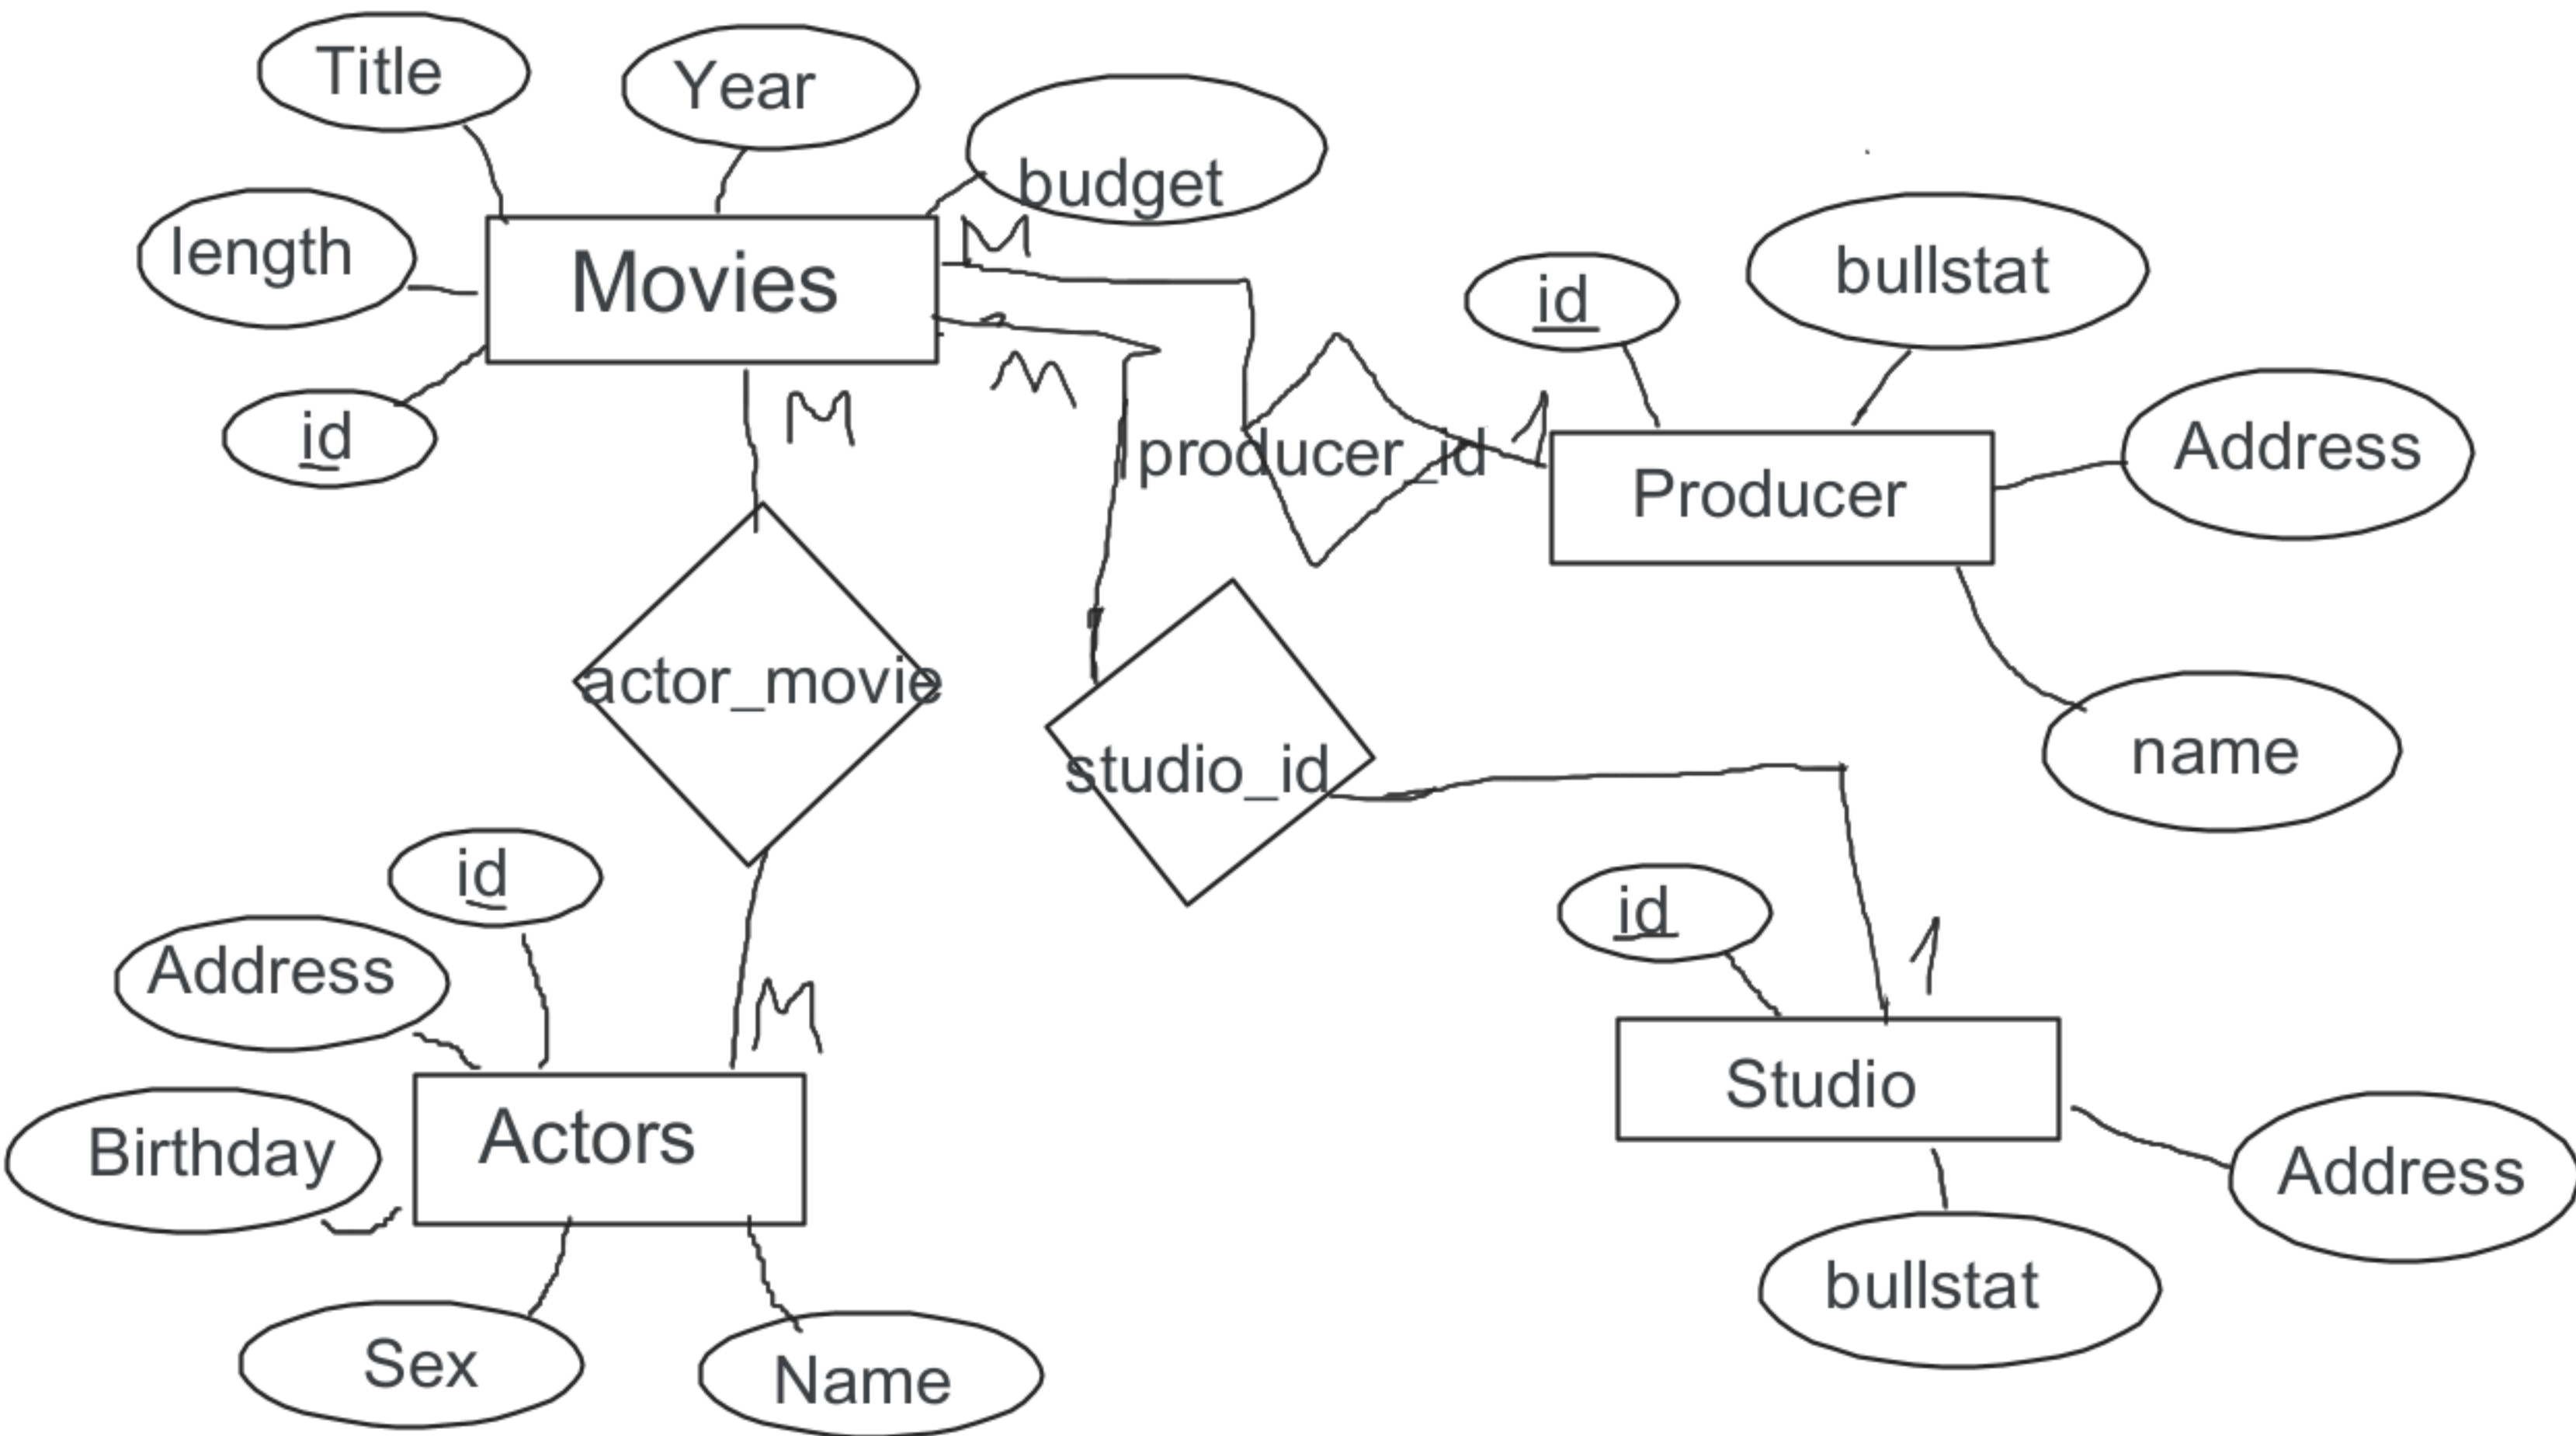 Title
Year
budget
length
Movies
M
id
bullstat
id
M
M
producer_id
1
Address
Producer
actor_movie
studio_id
name
id
id
Address
M
1
Birthday
Actors
Studio
Address
Sex
Name
bullstat